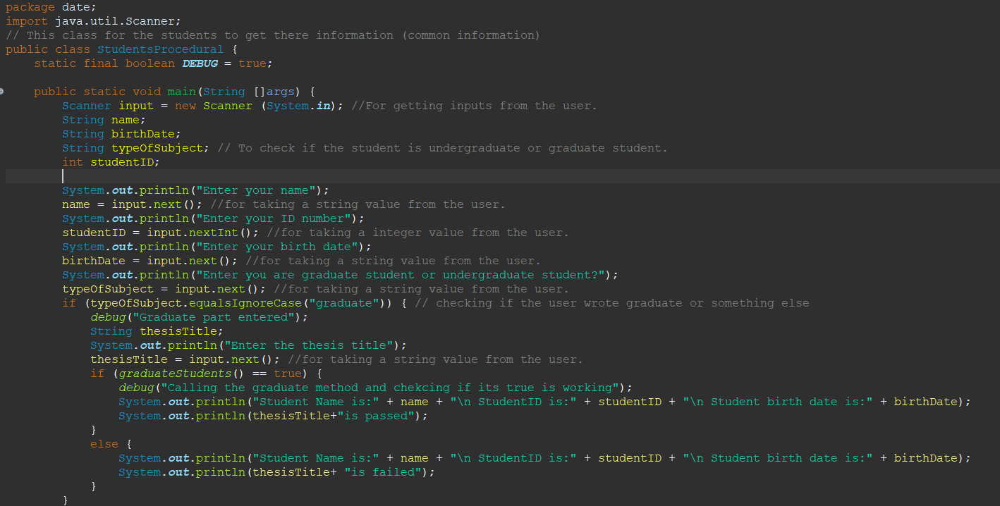 package date;
import java.util.Scanner;
// This class for the students to get there information (common information)
public class StudentsProcedural {
    static final boolean DEBUG = true;

    public static void main(String []args) {
        Scanner input = new Scanner (System.in); //For getting inputs from the user.
        String name;
        String birthDate;
        String typeOfSubject; // To check if the student is undergraduate or graduate student.
        int studentID;

        System.out.println("Enter your name");
        name = input.next(); //for taking a string value from the user.
        System.out.println("Enter your ID number");
        studentID = input.nextInt(); //for taking a integer value from the user.
        System.out.println("Enter your birth date");
        birthDate = input.next(); //for taking a string value from the user.
        System.out.println("Enter you are graduate student or undergraduate student?");
        typeOfSubject = input.next(); //for taking a string value from the user.
        if (typeOfSubject.equalsIgnoreCase("graduate")) { // checking if the user wrote graduate or something else
            debug("Graduate part entered");
            String thesisTitle;
            System.out.println("Enter the thesis title");
            thesisTitle = input.next(); //for taking a string value from the user.
            if (graduateStudents() == true) {
                debug("Calling the graduate method and chekcing if its true is working");
                System.out.println("Student Name is:" + name + "\n StudentID is:" + studentID + "\n Student birth date is:" + birthDate);
                System.out.println(thesisTitle+"is passed");
            }
            else {
                System.out.println("Student Name is:" + name + "\n StudentID is:" + studentID + "\n Student birth date is:" + birthDate);
                System.out.println(thesisTitle+ "is failed");
            }
        }